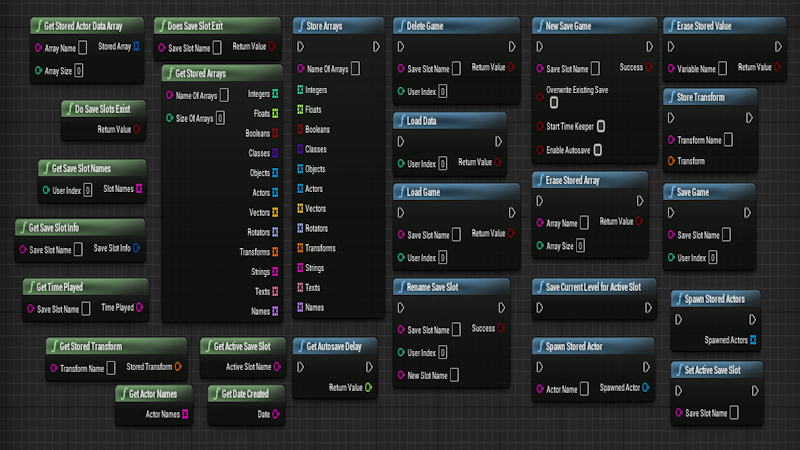 Get Stored Actor Data Array
Array Name
Stored Array
Array Size 0
Do Save Slots Exist
Return Value
Get Save Slot Names
User Index 0
Slot Names
Get Save Slot Info
Save Slot Name
Save Slot Info
Get Time Played
Save Slot Name
Time Played
Get Stored Transform
Transform Name
Stored Transform
Get Actor Names
Actor Names
Does Save Slot Exit
Save Slot Name
Return Value
Get Stored Arrays
Name Of Arrays
Size Of Arrays 0
Integers
Floats
Booleans
Classes
Objects
Actors
Vectors
Rotators
Transforms
Strings
Texts
Names
Get Active Save Slot
Active Slot Name
Get Date Created
Date
Store Arrays
Name Of Arrays
Integers
Floats
Booleans
Classes
Objects
Actors
Vectors
Rotators
Transforms
Strings
Texts
Names
Get Autosave Delay
Return Value
Delete Game
Save Slot Name
Return Value
User Index 0
Load Data
User Index 0
Return Value
Load Game
Save Slot Name
Return Value
User Index 0
Rename Save Slot
Save Slot Name
Success
User Index 0
New Slot Name
New Save Game
Save Slot Name
Success
Overwrite Existing Save
Start Time Keeper
Enable Autosave
Erase Stored Array
Array Name
Return Value
Array Size 0
Save Current Level for Active Slot
Spawn Stored Actor
Actor Name
Spawned Actor
Erase Stored Value
Variable Name
Return Value
Store Transform
Transform Name
Transform
Save Game
Save Slot Name
User Index 0
Spawn Stored Actors
Spawned Actors
Set Active Save Slot
Save Slot Name